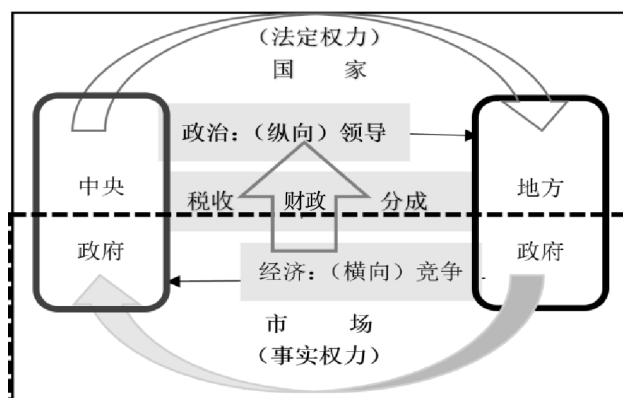 （法定权力）
国 家
政治：（纵向）领导
中央 税收 财政 分成 地方
政府 经济：（横向）竞争 政府
市 场
（事实权力）